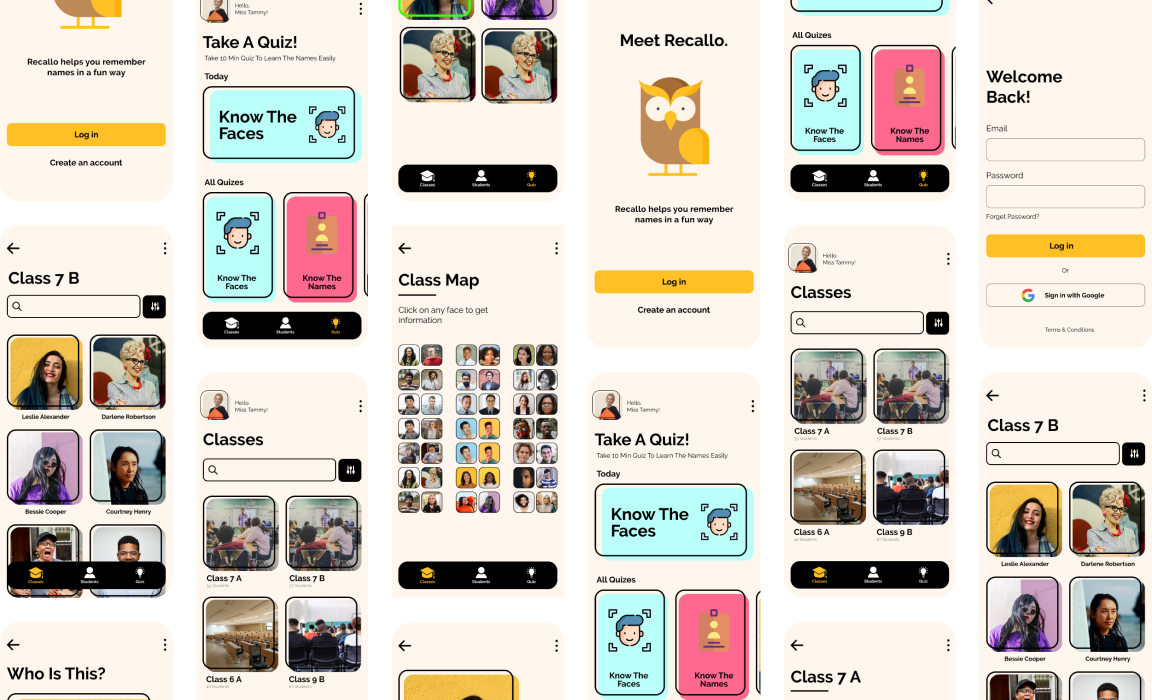 Recallo helps you remember
names in a fun way
Log in
Create an account
Class 7 B
Leslie Alexander
Darlene Robertson
Bessie Cooper
Courtney Henry
Classes
Students
Quiz
Who Is This?
Hello,
Miss Tammy!
Take A Quiz!
Take 10 Min Quiz To Learn The Names Easily
Today
Know The
Faces
All Quizes
Know The
Faces
Know The
Names
Classes
Students
Quiz
Hello,
Miss Tammy!
Classes
Class 7 A
Class 7 B
Class 6 A
Class 9 B
Classes
Students
Quiz
Class Map
Click on any face to get
information
Classes
Students
Quiz
Meet Recallo.
Recallo helps you remember
names in a fun way
Log in
Create an account
Hello,
Miss Tammy!
Take A Quiz!
Take 10 Min Quiz To Learn The Names Easily
Today
Know The
Faces
All Quizes
Know The
Faces
Know The
Names
All Quizes
Know The
Faces
Know The
Names
Classes
Students
Quiz
Hello,
Miss Tammy!
Classes
Class 7 A
Class 7 B
Class 6 A
Class 9 B
Classes
Students
Quiz
Class 7 A
Welcome
Back!
Email
Password
Forget Password?
Log in
Or
Sign in with Google
Terms & Conditions
Class 7 B
Leslie Alexander
Darlene Robertson
Bessie Cooper
Courtney Henry